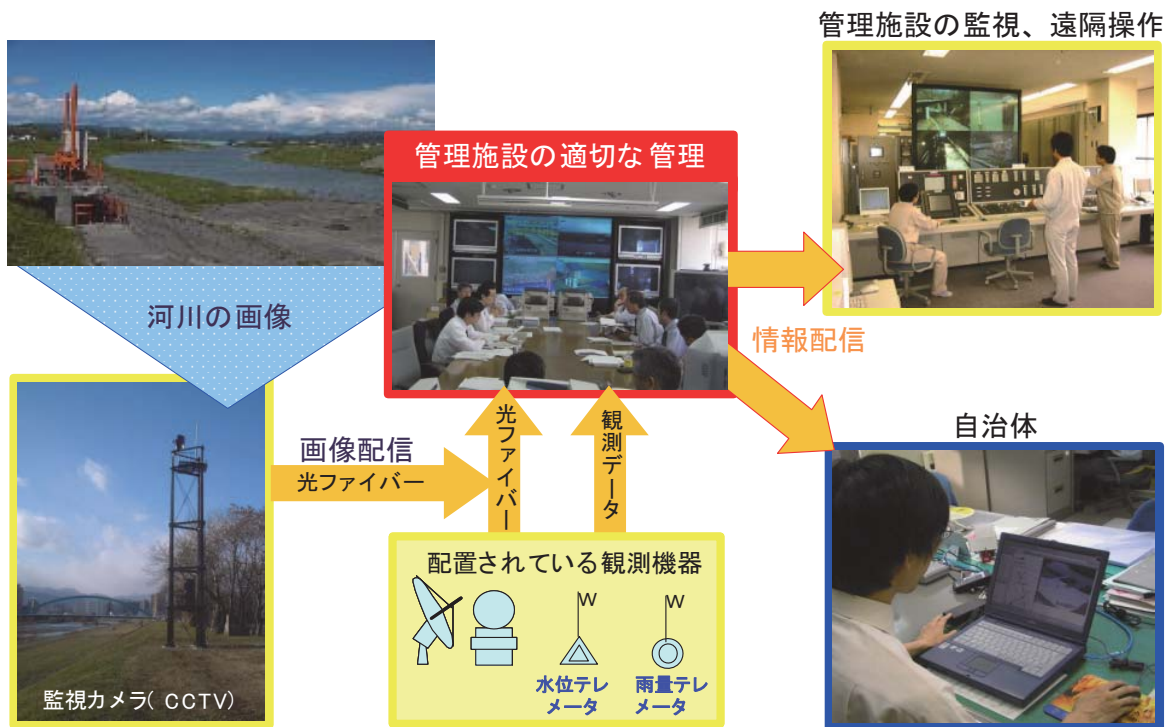 管理施設の監視、遠隔操作
管理施設の適切な管理
河川の画像
情報配信
画像配信
光ファイバー
光ファイバー
観測データ
自治体
配置されている観測機器
W
W
水位テレ
メータ
雨量テレ
メータ
監視カメラ(CCTV)